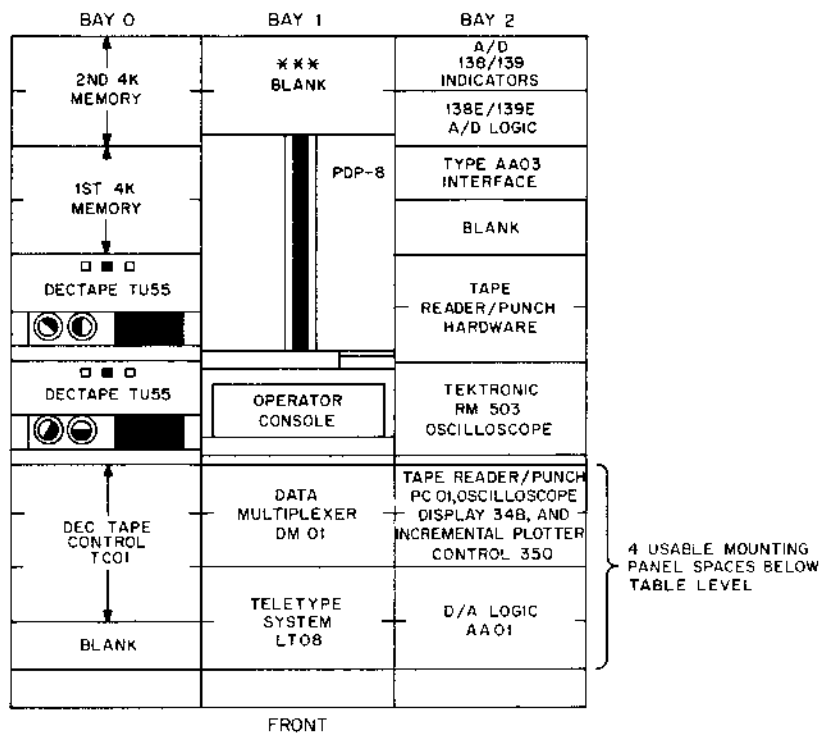 BAY 0
BAY 1
BAY 2
2ND 4K
MEMORY
1ST 4K
MEMORY
DECTAPE TU55
DECTAPE TU55
DEC TAPE
CONTROL
TC01
BLANK
***
BLANK
PDP-8
OPERATOR
CONSOLE
DATA
MULTIPLEXER
DM 01
TELETYPE
SYSTEM
LT08
A/D
138/139
INDICATORS
138E/139E
A/D LOGIC
TYPE AA03
INTERFACE
BLANK
TAPE
READER/PUNCH
HARDWARE
TEKTRONIC
RM 503
OSCILLOSCOPE
TAPE READER/PUNCH
PC 01, OSCILLOSCOPE
DISPLAY 34B, AND
INCREMENTAL PLOTTER
CONTROL 350
D/A LOGIC
AA01
4 USABLE MOUNTING
PANEL SPACES BELOW
TABLE LEVEL
FRONT